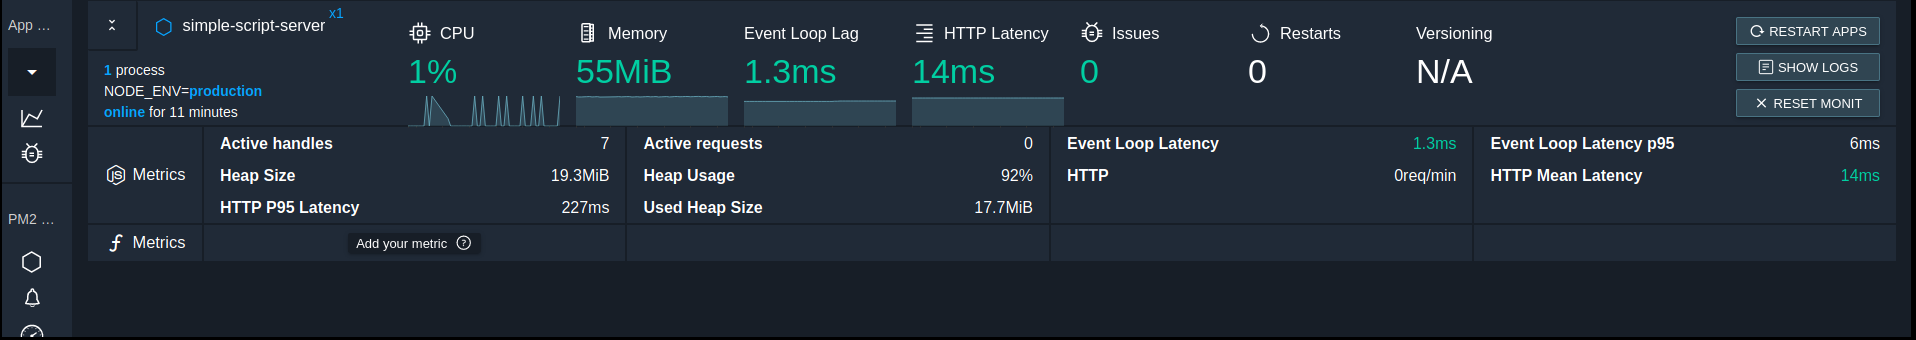 App ...
PM2 ...
simple-script-server x1
1 process
NODE_ENV=production
online for 11 minutes
CPU
1%
Memory
55MiB
Event Loop Lag
1.3ms
HTTP Latency
14ms
Issues
0
Restarts
0
Versioning
N/A
RESTART APPS
SHOW LOGS
RESET MONIT
JS Metrics
Active handles 7
Heap Size 19.3MiB
HTTP P95 Latency 227ms
Active requests 0
Heap Usage 92%
Used Heap Size 17.7MiB
Event Loop Latency 1.3ms
HTTP 0req/min
Event Loop Latency p95 6ms
HTTP Mean Latency 14ms
Metrics
Add your metric ?